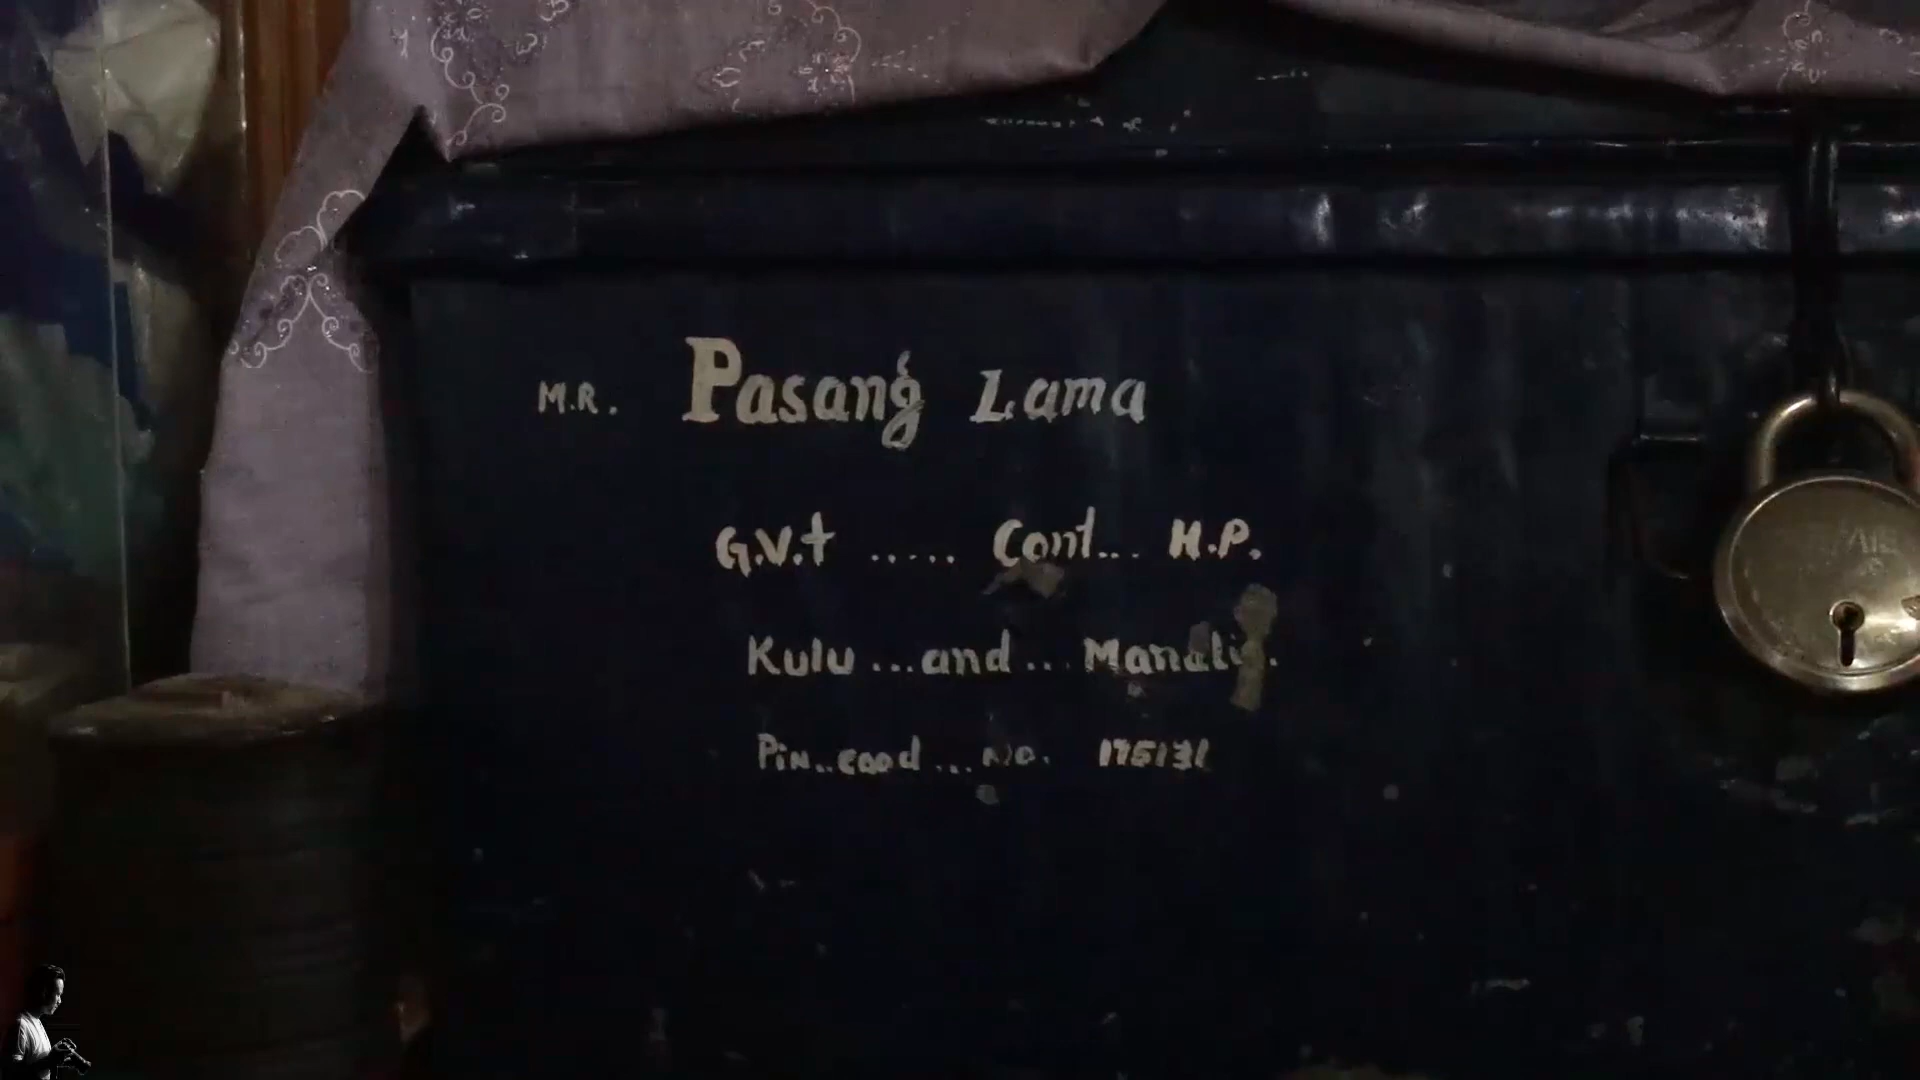 M.R. Pasang Lama
G.V.t ..... Cont... H.P.
Kulu ...and... Manali.
Pin..cood ... No. 175131